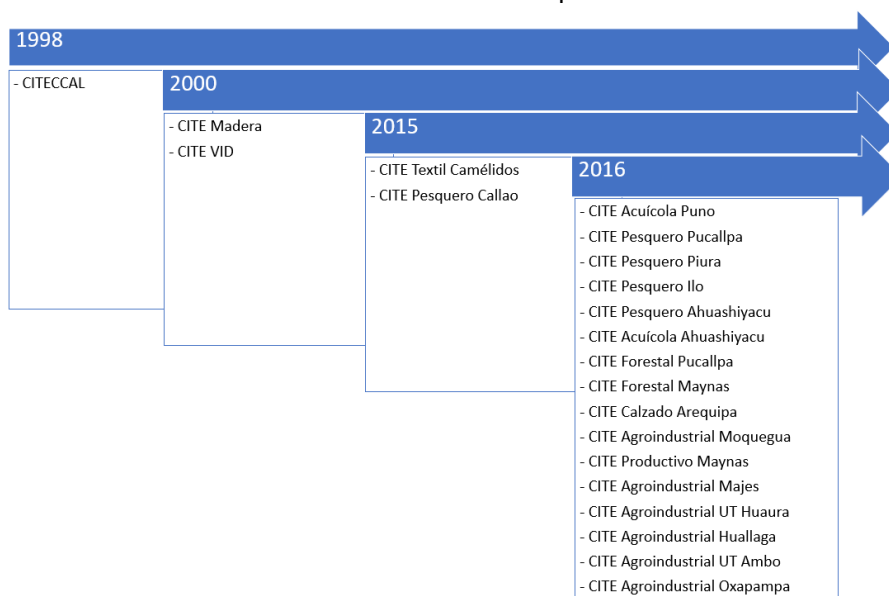 1998
- CITECCAL
2000
- CITE Madera
- CITE VID
2015
- CITE Textil Camélidos
- CITE Pesquero Callao
2016
- CITE Acuícola Puno
- CITE Pesquero Pucallpa
- CITE Pesquero Piura
- CITE Pesquero Ilo
- CITE Pesquero Ahuashiyacu
- CITE Acuícola Ahuashiyacu
- CITE Forestal Pucallpa
- CITE Forestal Maynas
- CITE Calzado Arequipa
- CITE Agroindustrial Moquegua
- CITE Productivo Maynas
- CITE Agroindustrial Majes
- CITE Agroindustrial UT Huaura
- CITE Agroindustrial Huallaga
- CITE Agroindustrial UT Ambo
- CITE Agroindustrial Oxapampa